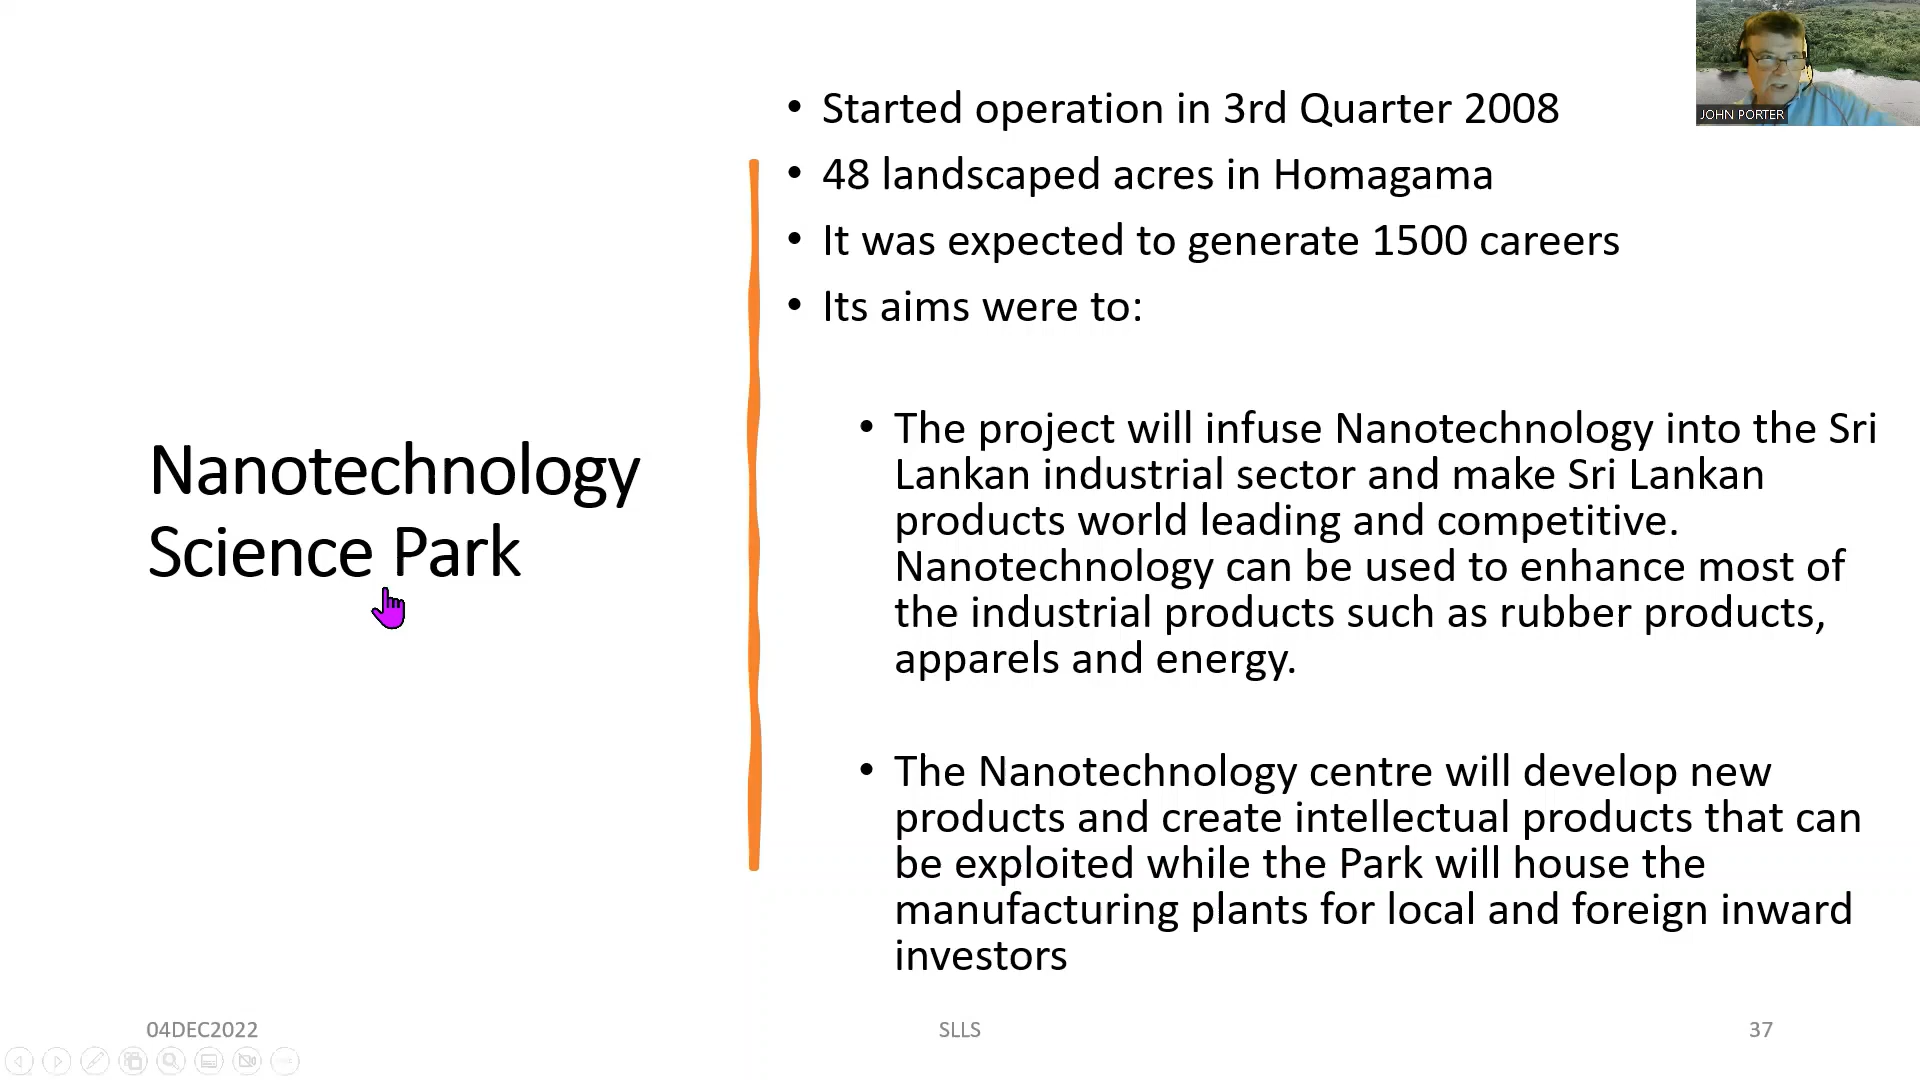 Nanotechnology
Science Park
• Started operation in 3rd Quarter 2008
• 48 landscaped acres in Homagama
• It was expected to generate 1500 careers
• Its aims were to:
• The project will infuse Nanotechnology into the Sri
Lankan industrial sector and make Sri Lankan
products world leading and competitive.
Nanotechnology can be used to enhance most of
the industrial products such as rubber products,
apparels and energy.
• The Nanotechnology centre will develop new
products and create intellectual products that can
be exploited while the Park will house the
manufacturing plants for local and foreign inward
investors
JOHN PORTER
04DEC2022
SLLS
37